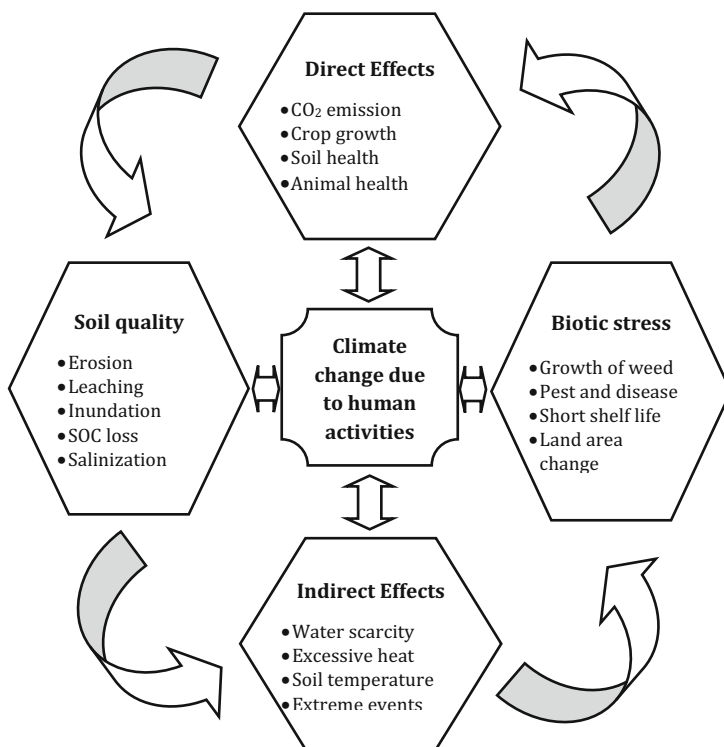 Direct Effects
•CO₂ emission
•Crop growth
•Soil health
•Animal health
Soil quality
•Erosion
•Leaching
•Inundation
•SOC loss
•Salinization
Climate
change due
to human
activities
Biotic stress
•Growth of weed
•Pest and disease
•Short shelf life
•Land area
change
Indirect Effects
•Water scarcity
•Excessive heat
•Soil temperature
•Extreme events